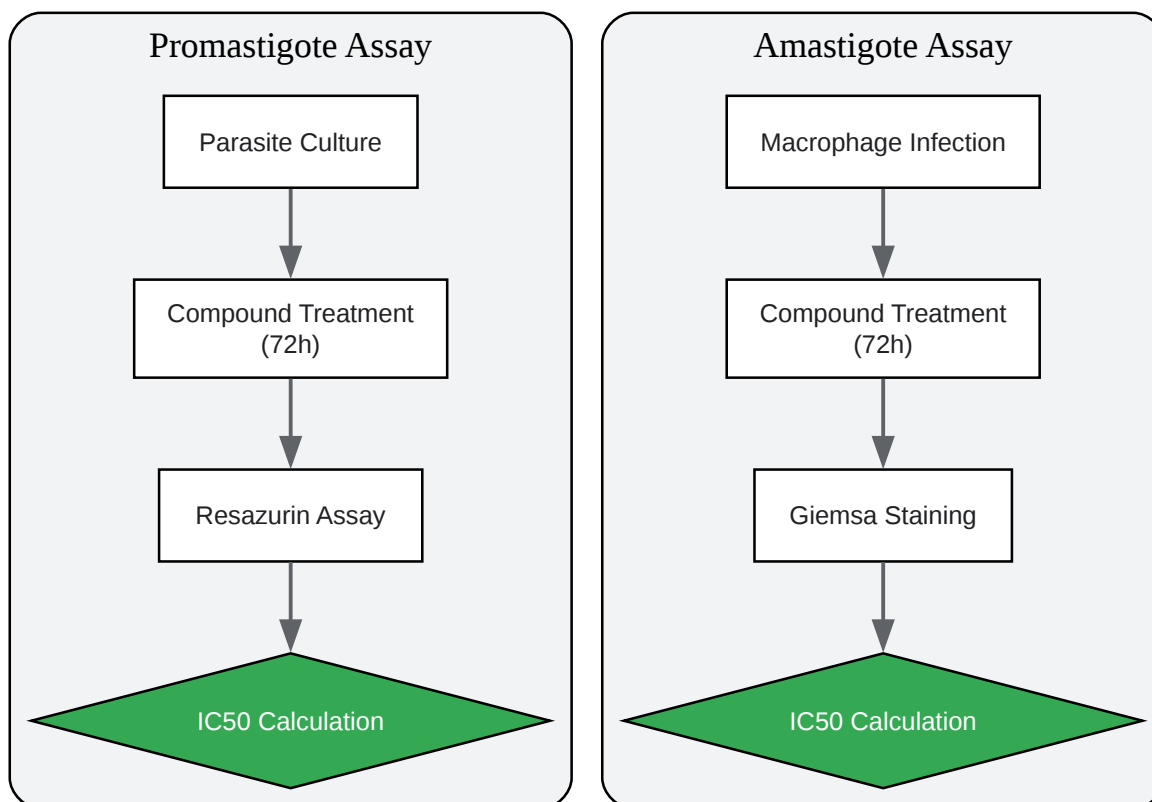 Promastigote Assay
Parasite Culture
Compound Treatment
(72h)
Resazurin Assay
IC50 Calculation
Amastigote Assay
Macrophage Infection
Compound Treatment
(72h)
Giemsa Staining
IC50 Calculation